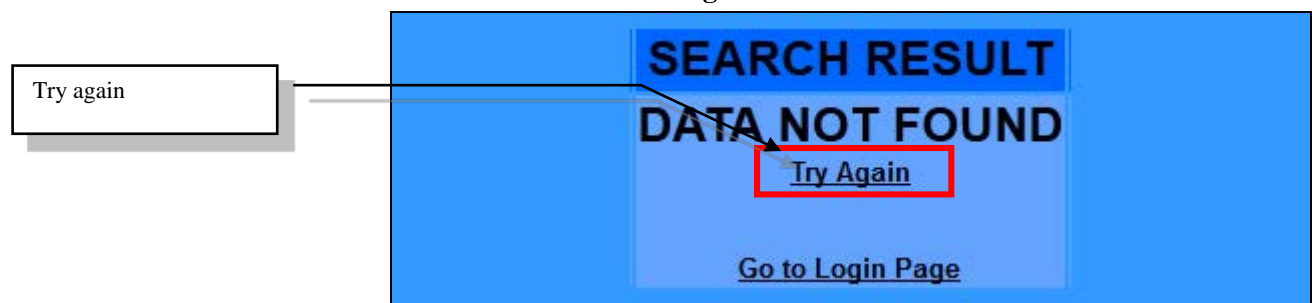 Try again
SEARCH RESULT
DATA NOT FOUND
Try Again
Go to Login Page